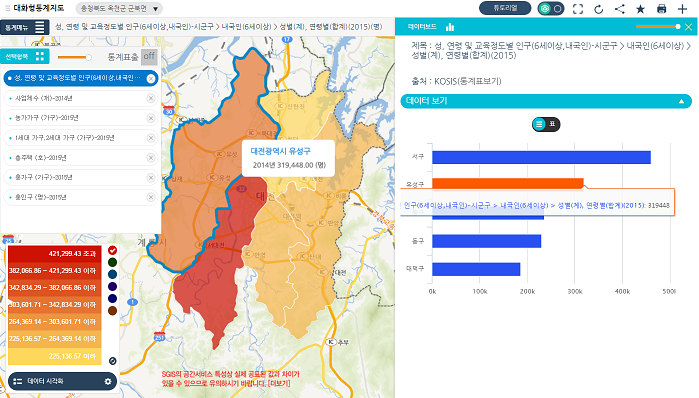 대화형통계지도
충청북도 옥천군 군북면
튜토리얼
통계메뉴
성, 연령 및 교육정도별 인구(6세이상,내국인)-시군구 > 내국인(6세이상) > 성별(계), 연령별(합계)(2015)(명)
데이터보드
선택항목
통계표출 off
성, 연령 및 교육정도별 인구(6세이상,내국인···
사업체수 (개)-2014년
농가가구 (가구)-2015년
1세대 가구,2세대 가구 (가구)-2015년
총주택 (호)-2015년
총가구 (가구)-2015년
총인구 (명)-2015년
대전광역시 유성구
2014년 319,448.00 (명)
대전
계룡시
추부
17
251
421,299.43 초과
382,066.86 ~ 421,299.43 이하
342,834.29 ~ 382,066.86 이하
303,601.71 ~ 342,834.29 이하
264,369.14 ~ 303,601.71 이하
225,136.57 ~ 264,369.14 이하
225,136.57 이하
데이터 시각화
SGIS의 공간서비스 특성상 실제 공표된 값과 차이가
있을 수 있으므로 유의하시기 바랍니다. [더보기]
제목 : 성, 연령 및 교육정도별 인구(6세이상,내국인)-시군구 > 내국인(6세이상) >
성별(계), 연령별(합계)(2015)
출처 : KOSIS(통계표보기)
데이터 보기
표
서구
유성구
인구(6세이상,내국인)-시군구 > 내국인(6세이상) > 성별(계), 연령별(합계)(2015): 319448
동구
대덕구
0k
100k
200k
300k
400k
500k